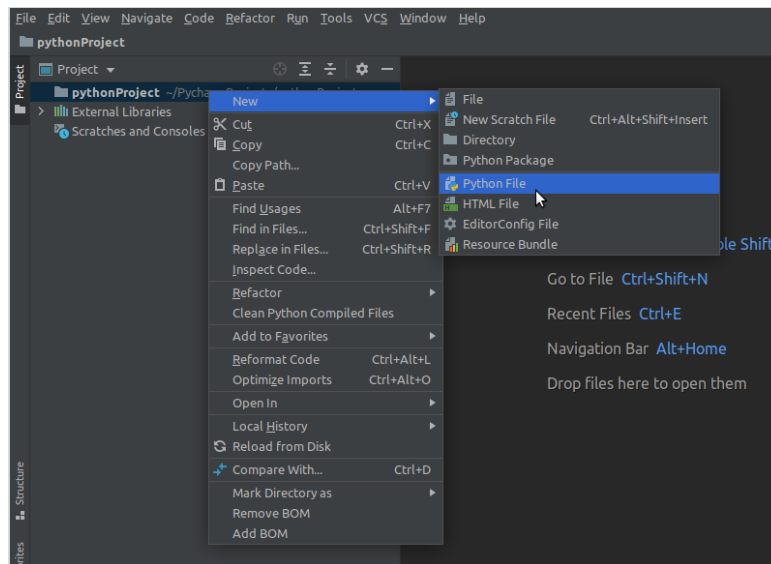 File Edit View Navigate Code Refactor Run Tools VCS Window Help
pythonProject
Project
Project
pythonProject
External Libraries
Scratches and Consoles
New
Cut Ctrl+X
Copy Ctrl+C
Copy Path...
Paste Ctrl+V
Find Usages Alt+F7
Find in Files... Ctrl+Shift+F
Replace in Files... Ctrl+Shift+R
Inspect Code...
Refactor
Clean Python Compiled Files
Add to Favorites
Reformat Code Ctrl+Alt+L
Optimize Imports Ctrl+Alt+O
Open In
Local History
Reload from Disk
Compare With... Ctrl+D
Mark Directory as
Remove BOM
Add BOM
File
New Scratch File Ctrl+Alt+Shift+Insert
Directory
Python Package
Python File
HTML File
EditorConfig File
Resource Bundle
Shift
Go to File Ctrl+Shift+N
Recent Files Ctrl+E
Navigation Bar Alt+Home
Drop files here to open them
Structure